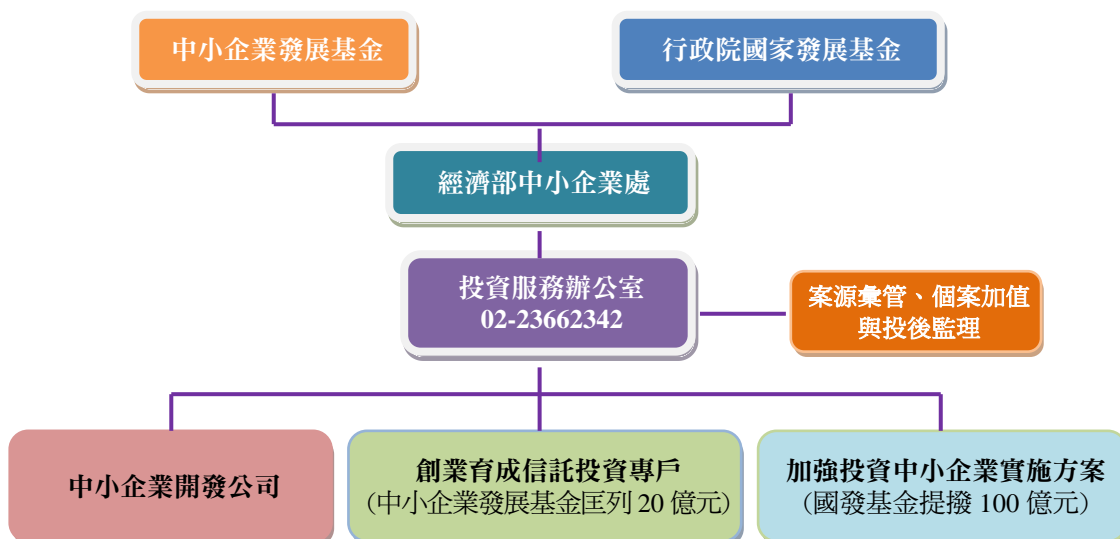 中小企業發展基金
行政院國家發展基金
經濟部中小企業處
投資服務辦公室
02-23662342
案源彙管、個案加值
與投後監理
中小企業開發公司
創業育成信託投資專戶
(中小企業發展基金匡列 20 億元)
加強投資中小企業實施方案
(國發基金提撥 100 億元)